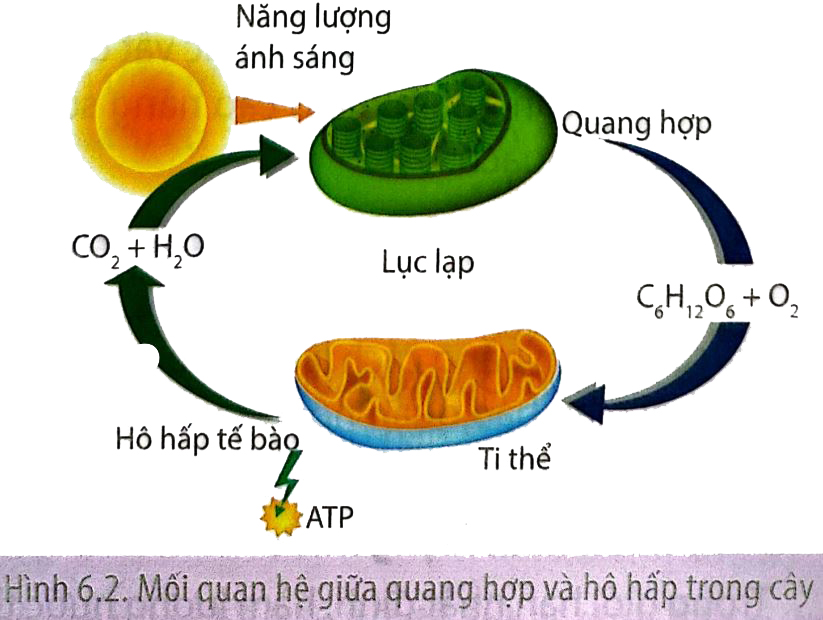 Năng lượng
ánh sáng
Quang hợp
CO₂ + H₂O
Lục lạp
C₆H₁₂O₆ + O₂
Hô hấp tế bào
Ti thể
ATP
Hình 6.2. Mối quan hệ giữa quang hợp và hô hấp trong cây